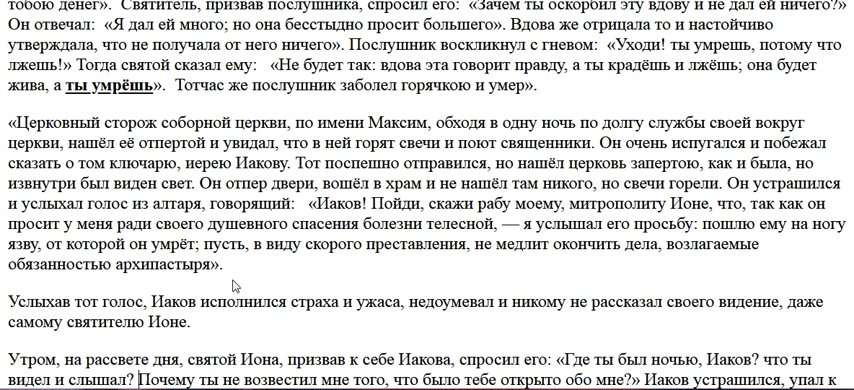 тобою денег». Святитель, призвав послушника, спросил его: «Зачем ты оскорбил эту вдову и не дал ей ничего?»
Он отвечал: «Я дал ей много; но она бесстыдно просит большего». Вдова же отрицала то и настойчиво
утверждала, что не получала от него ничего». Послушник воскликнул с гневом: «Уходи! ты умрешь, потому что
лжешь!» Тогда святой сказал ему: «Не будет так: вдова эта говорит правду, а ты крадёшь и лжёшь; она будет
жива, а ты умрёшь». Тотчас же послушник заболел горячкою и умер».
«Церковный сторож соборной церкви, по имени Максим, обходя в одну ночь по долгу службы своей вокруг
церкви, нашёл её отпертой и увидал, что в ней горят свечи и поют священники. Он очень испугался и побежал
сказать о том ключарю, иерею Иакову. Тот поспешно отправился, но нашёл церковь запертою, как и была, но
извнутри был виден свет. Он отпер двери, вошёл в храм и не нашёл там никого, но свечи горели. Он устрашился
и услыхал голос из алтаря, говорящий: «Иаков! Пойди, скажи рабу моему, митрополиту Ионе, что, так как он
просит у меня ради своего душевного спасения болезни телесной, — я услышал его просьбу: пошлю ему на ногу
язву, от которой он умрёт; пусть, в виду скорого преставления, не медлит окончить дела, возлагаемые
обязанностью архипастыря».
Услыхав тот голос, Иаков исполнился страха и ужаса, недоумевал и никому не рассказал своего видение, даже
самому святителю Ионе.
Утром, на рассвете дня, святой Иона, призвав к себе Иакова, спросил его: «Где ты был ночью, Иаков? что ты
видел и слышал? Почему ты не возвестил мне того, что было тебе открыто обо мне?» Иаков устрашился, упал к